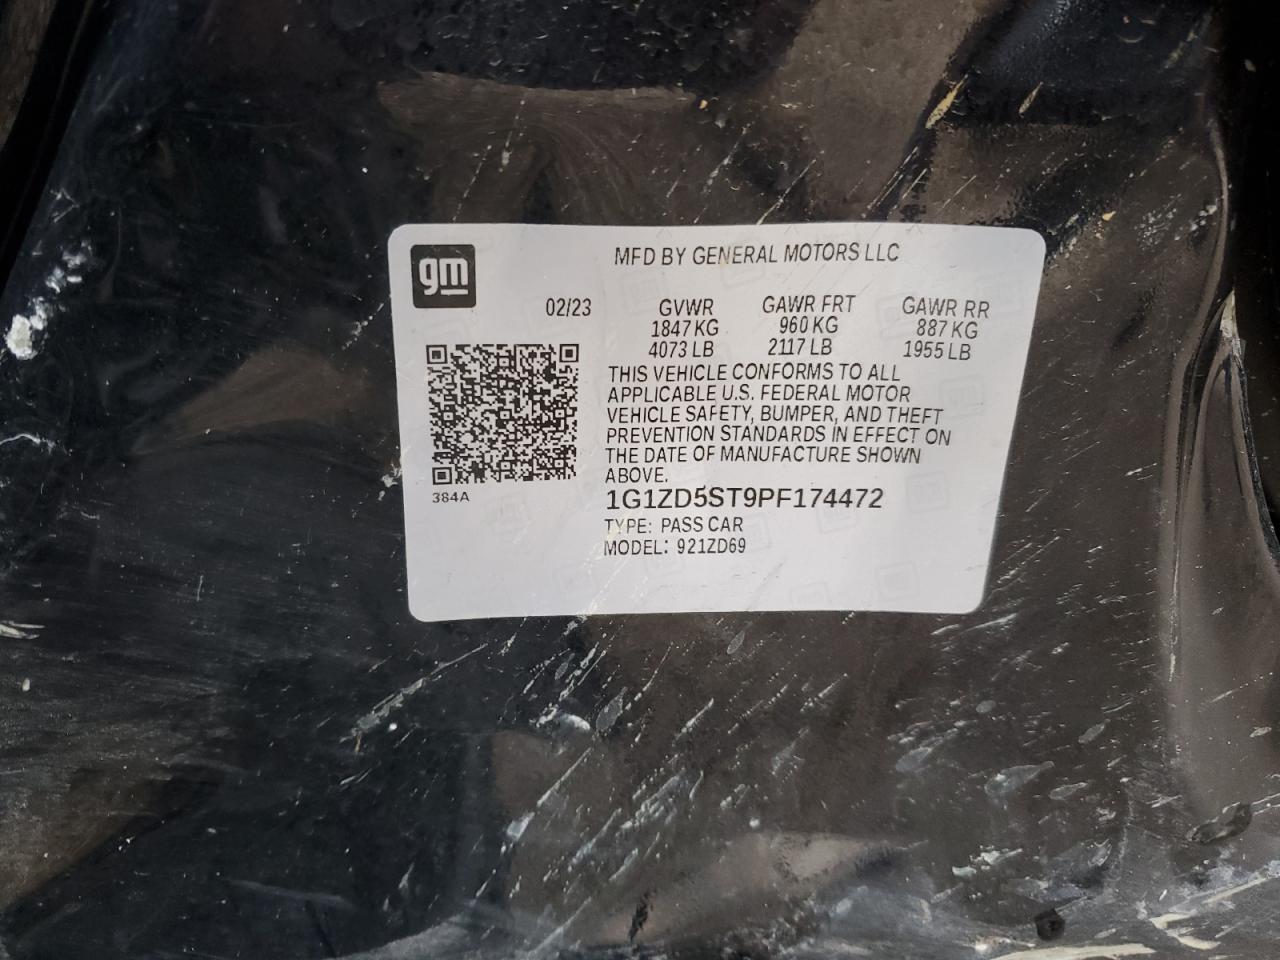 gm
MFD BY GENERAL MOTORS LLC
02/23 GVWR GAWR FRT GAWR RR
1847 KG 960 KG 887 KG
4073 LB 2117 LB 1955 LB
THIS VEHICLE CONFORMS TO ALL
APPLICABLE U.S. FEDERAL MOTOR
VEHICLE SAFETY, BUMPER, AND THEFT
PREVENTION STANDARDS IN EFFECT ON
THE DATE OF MANUFACTURE SHOWN
ABOVE.
384A
1G1ZD5ST9PF174472
TYPE: PASS CAR
MODEL: 921ZD69